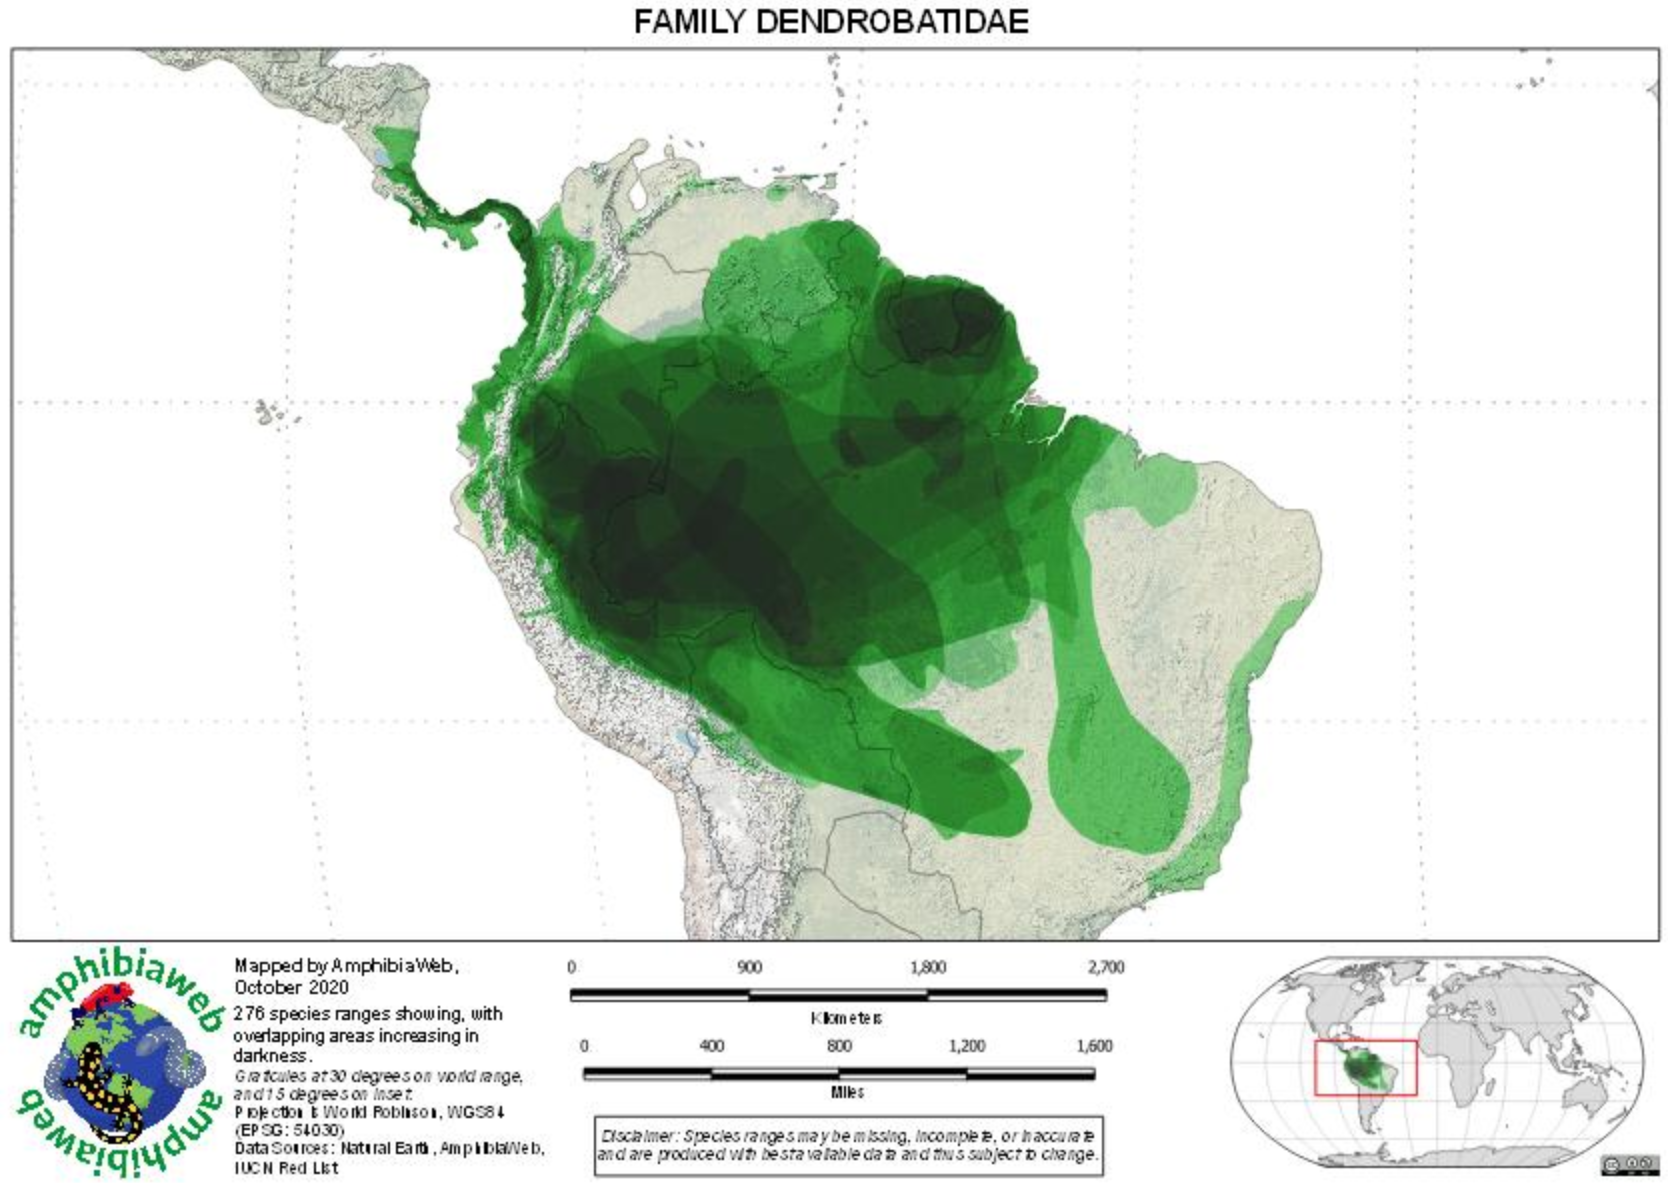 FAMILY DENDROBATIDAE
amphibiaweb
amphibiaweb
Mapped by AmphibiaWeb,
October 2020
276 species ranges showing, with
overlapping areas increasing in
darkness.
Graticules at 30 degrees on world range,
and 15 degrees on inset.
Projection is World Robinson, WGS84
(EPSG: 54030)
Data Sources: Natural Earth, AmphibiaWeb,
IUCN Red List
0 900 1,800 2,700
Kilometers
0 400 800 1,200 1,600
Miles
Disclaimer: Species ranges may be missing, incomplete, or inaccurate
and are produced with best available data and thus subject to change.